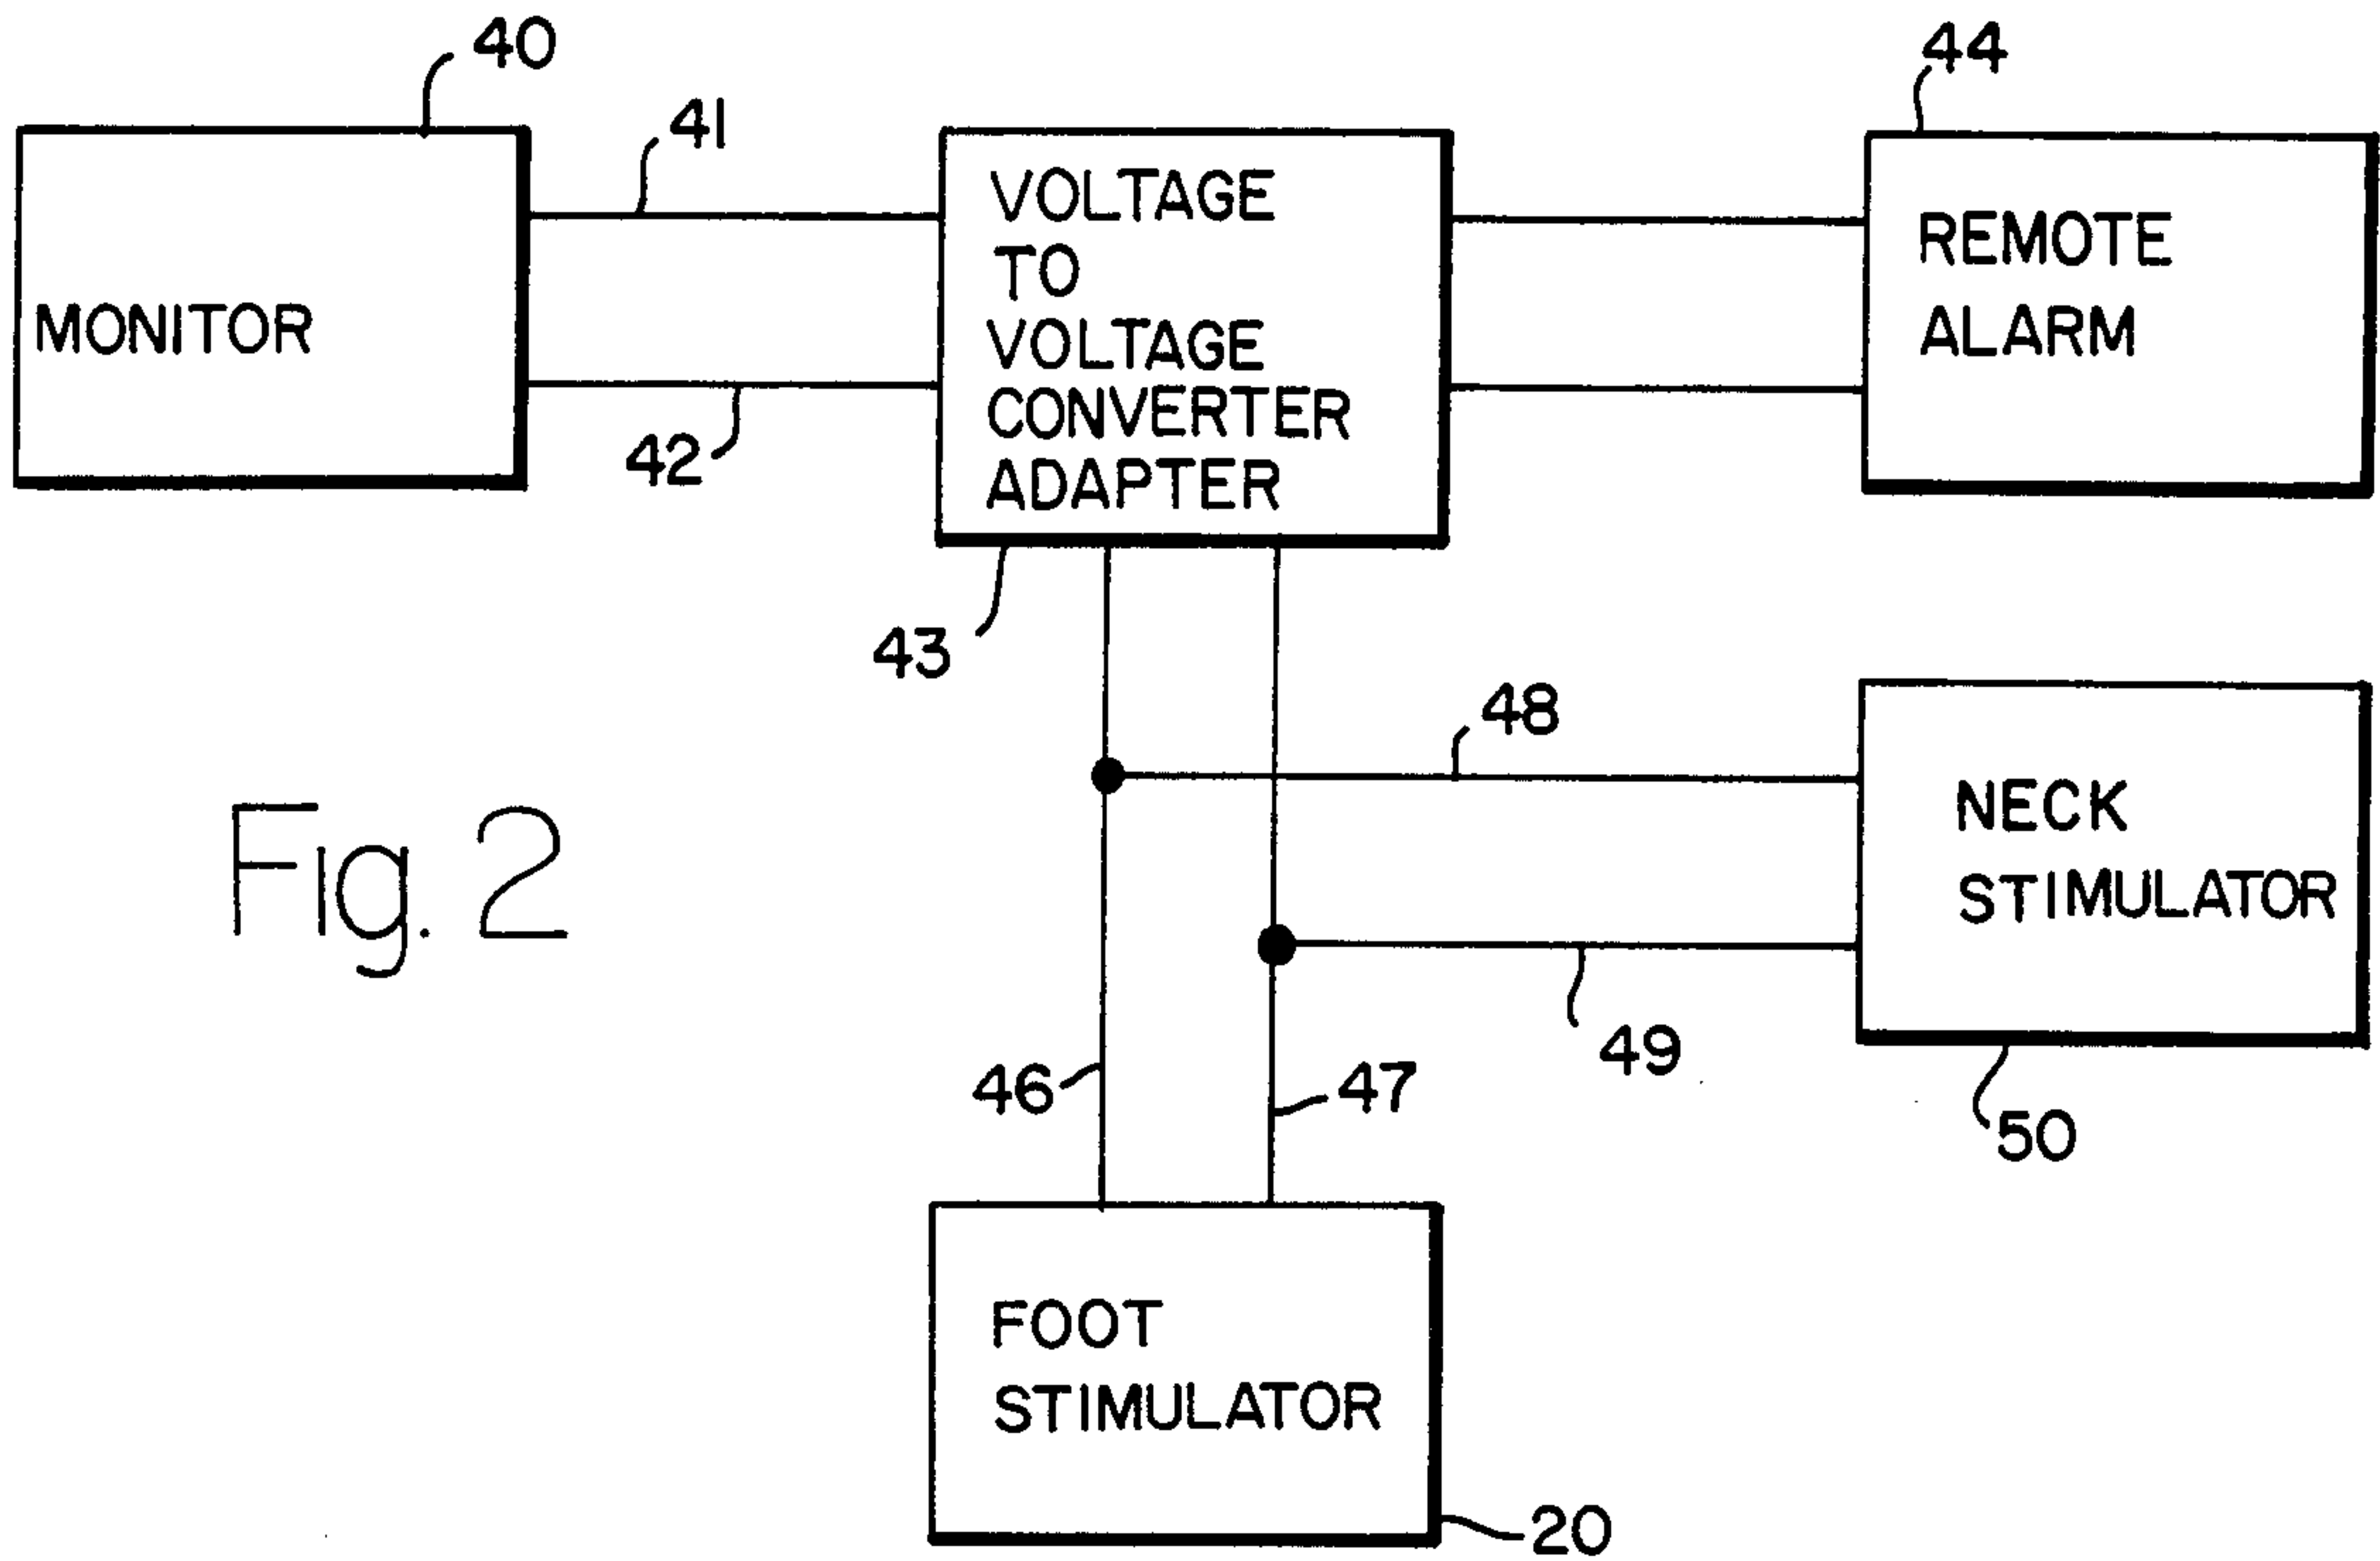 40
41
44
MONITOR
42
VOLTAGE
TO
VOLTAGE
CONVERTER
ADAPTER
43
REMOTE
ALARM
48
NECK
STIMULATOR
49
50
Fig. 2
46
47
FOOT
STIMULATOR
20